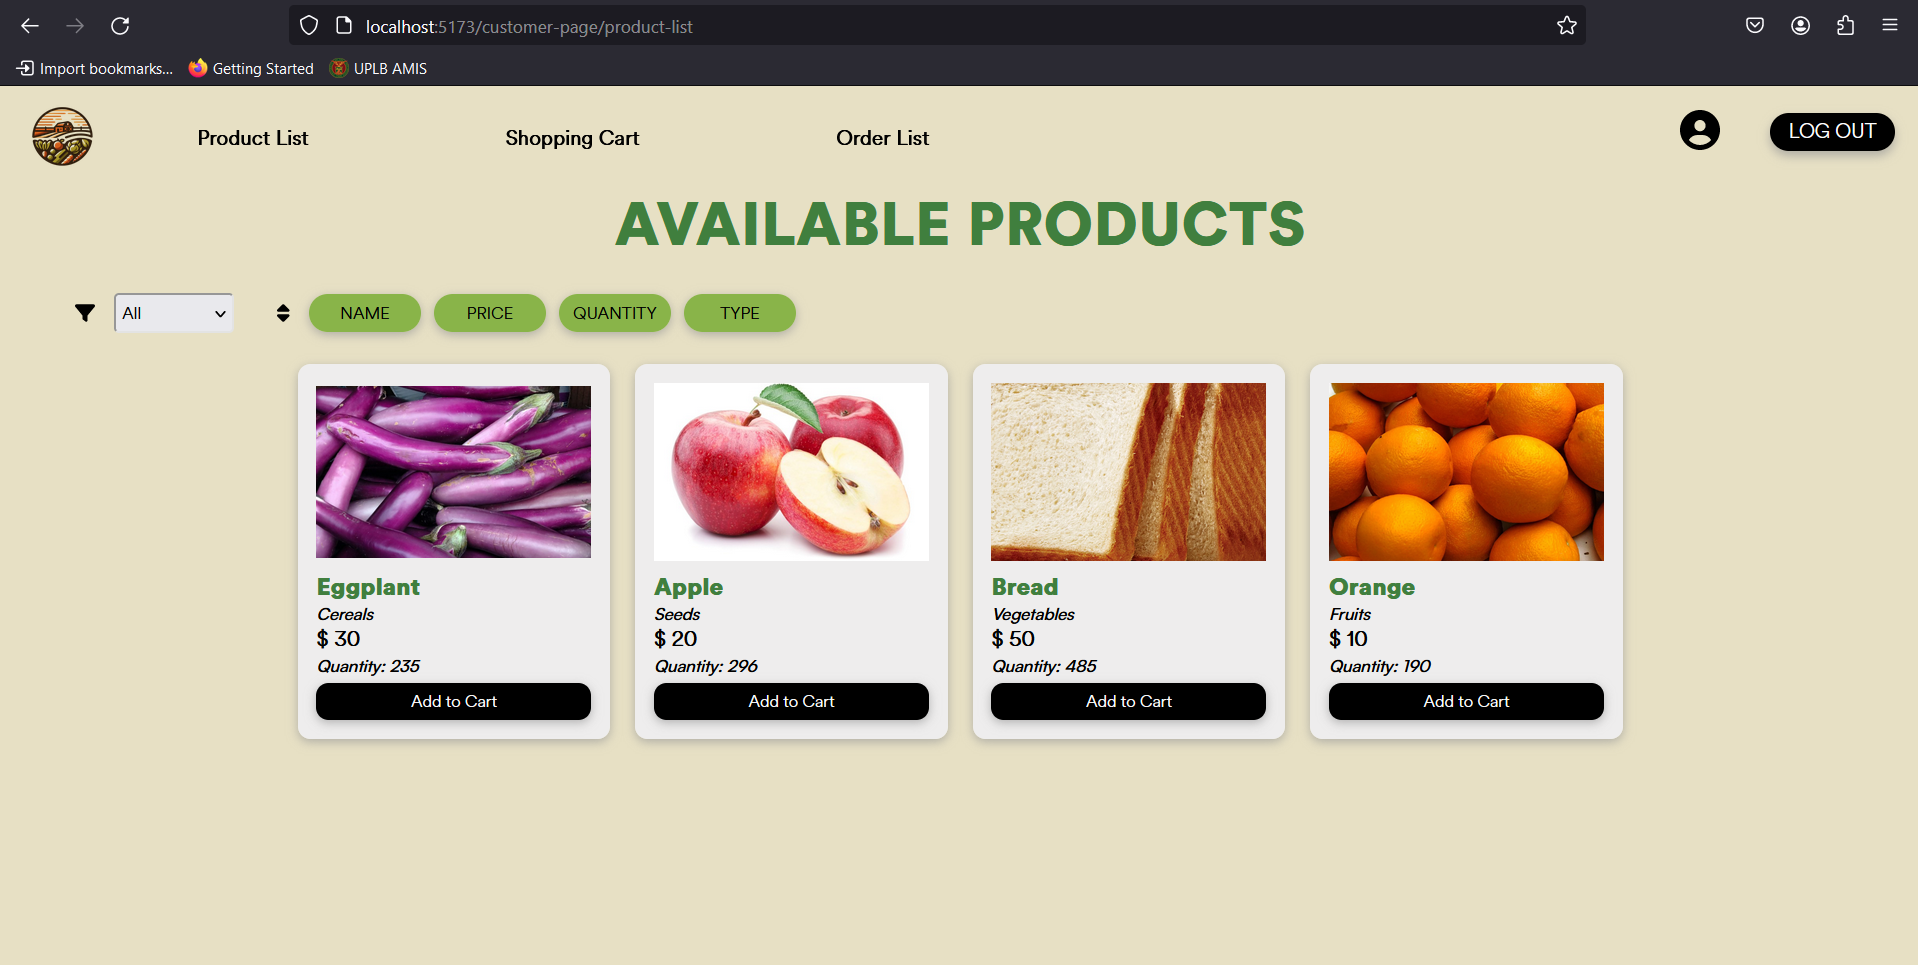 localhost:5173/customer-page/product-list
Import bookmarks... Getting Started UPLB AMIS
Product List Shopping Cart Order List LOG OUT
AVAILABLE PRODUCTS
All NAME PRICE QUANTITY TYPE
Eggplant
Cereals
$ 30
Quantity: 235
Add to Cart
Apple
Seeds
$ 20
Quantity: 296
Add to Cart
Bread
Vegetables
$ 50
Quantity: 485
Add to Cart
Orange
Fruits
$ 10
Quantity: 190
Add to Cart